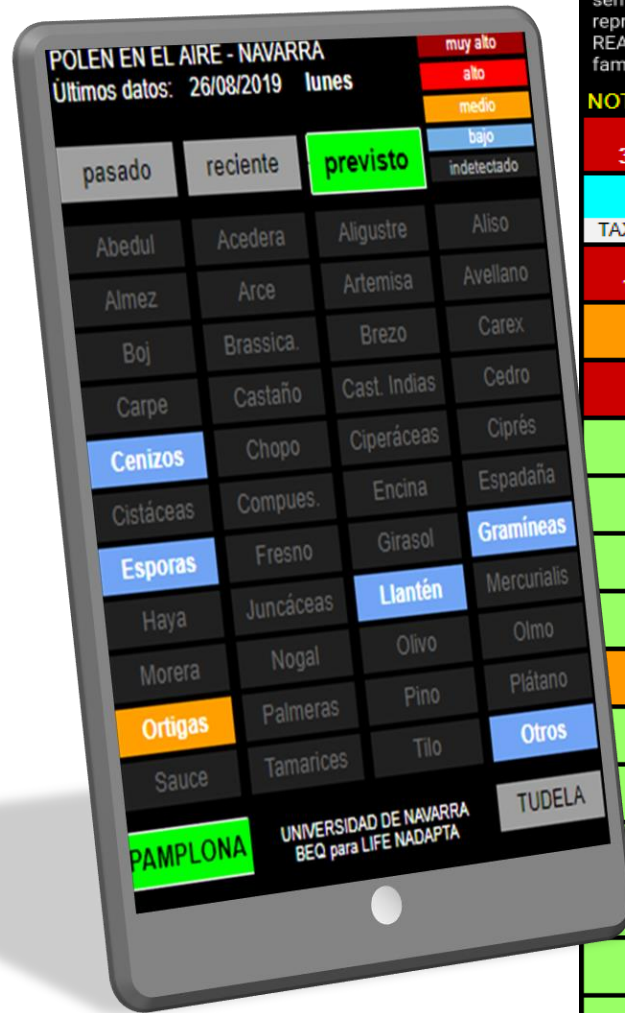 POLEN EN EL AIRE - NAVARRA
Últimos datos: 26/08/2019 lunes
muy alto
alto
medio
bajo
indetectado
pasado reciente previsto
Abedul Acedera Aligustre Aliso
Almez Arce Artemisa Avellano
Boj Brassica. Brezo Carex
Carpe Castaño Cast. Indias Cedro
Cenizos Chopo Ciperáceas Ciprés
Cistáceas Compues. Encina Espadaña
Esporas Fresno Girasol Gramíneas
Haya Juncáceas Llantén Mercurialis
Morera Nogal Olivo Olmo
Ortigas Palmeras Pino Plátano
Sauce Tamarices Tilo Otros
PAMPLONA
UNIVERSIDAD DE NAVARRA
BEQ para LIFE NADAPTA
TUDELA